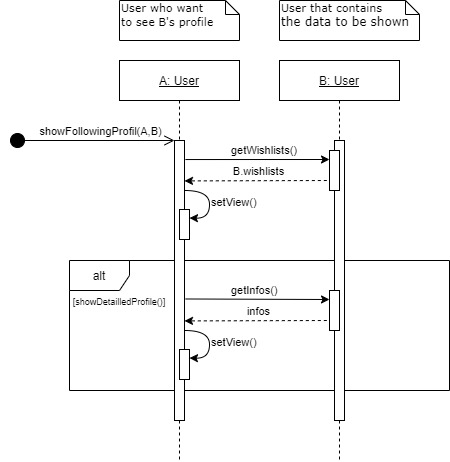 User who want
to see B's profile
User that contains
the data to be shown
A: User
B: User
showFollowingProfil(A,B)
getWishlists()
B.wishlists
setView()
alt
[showDetailledProfile()]
getInfos()
infos
setView()